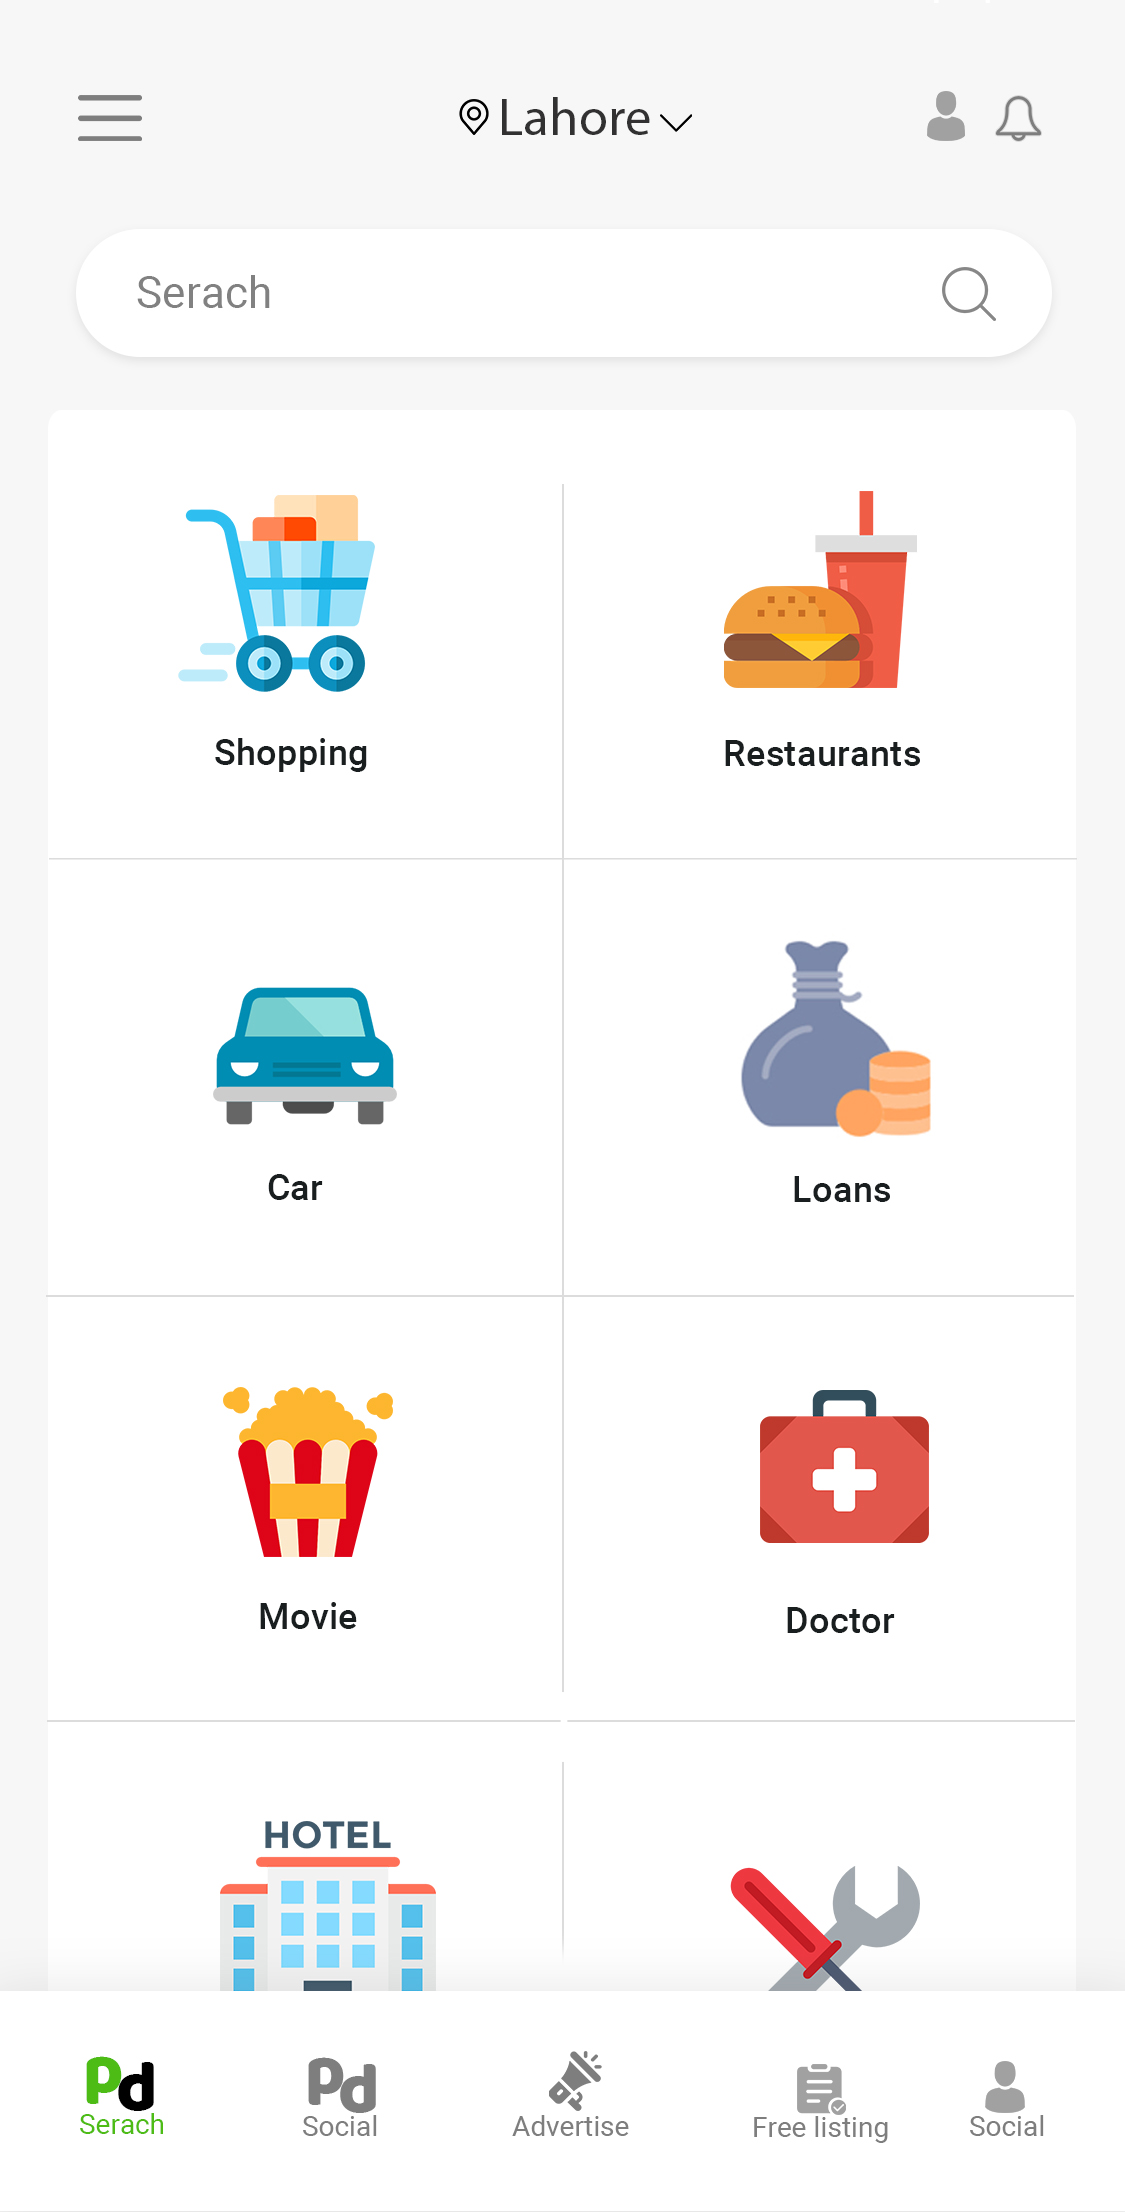 Lahore
Serach
Shopping
Restaurants
Car
Loans
Movie
Doctor
HOTEL
Pd
Serach
Pd
Social
Advertise
Free listing
Social